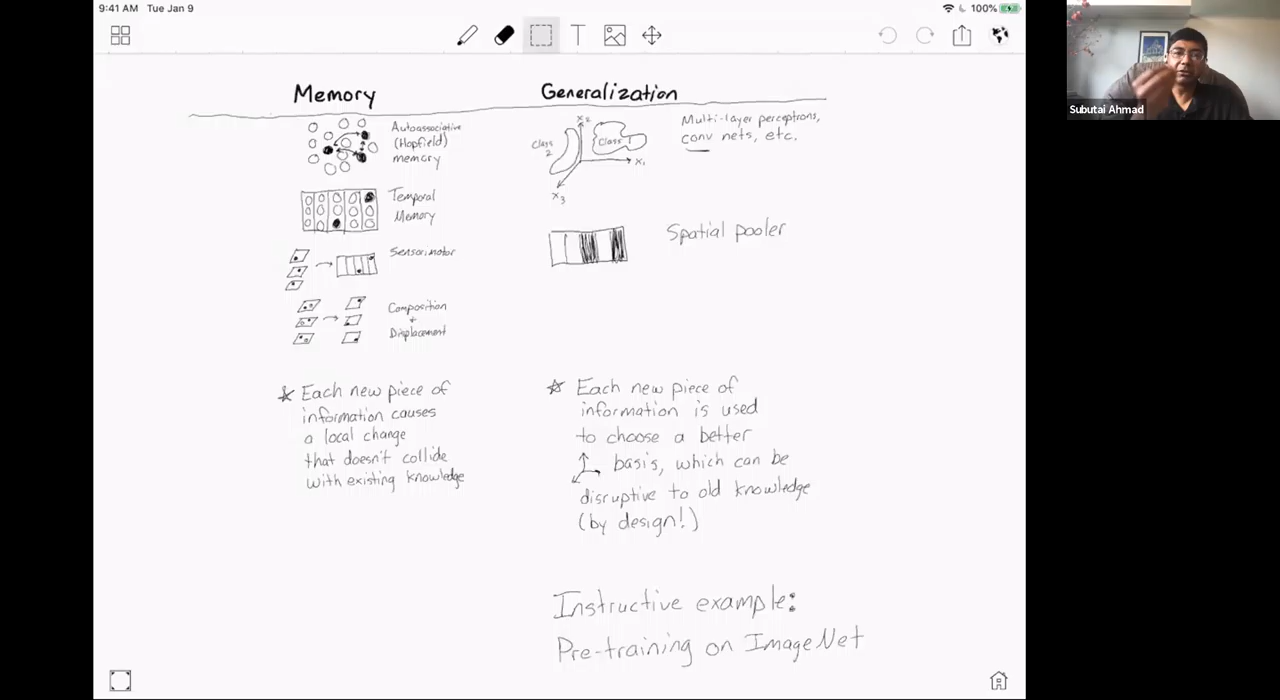 9:41 AM Tue Jan 9
100%
Subutai Ahmad
Memory
Autoassociative
(Hopfield)
memory
Temporal
Memory
Sensorimotor
Composition
+
Displacement
* Each new piece of
information causes
a local change
that doesn't collide
with existing knowledge
Generalization
Class
2
x2
Class 1
x1
x3
Multi-layer perceptrons,
conv nets, etc.
Spatial pooler
* Each new piece of
information is used
to choose a better
basis, which can be
disruptive to old knowledge
(by design!)
Instructive example:
Pre-training on ImageNet